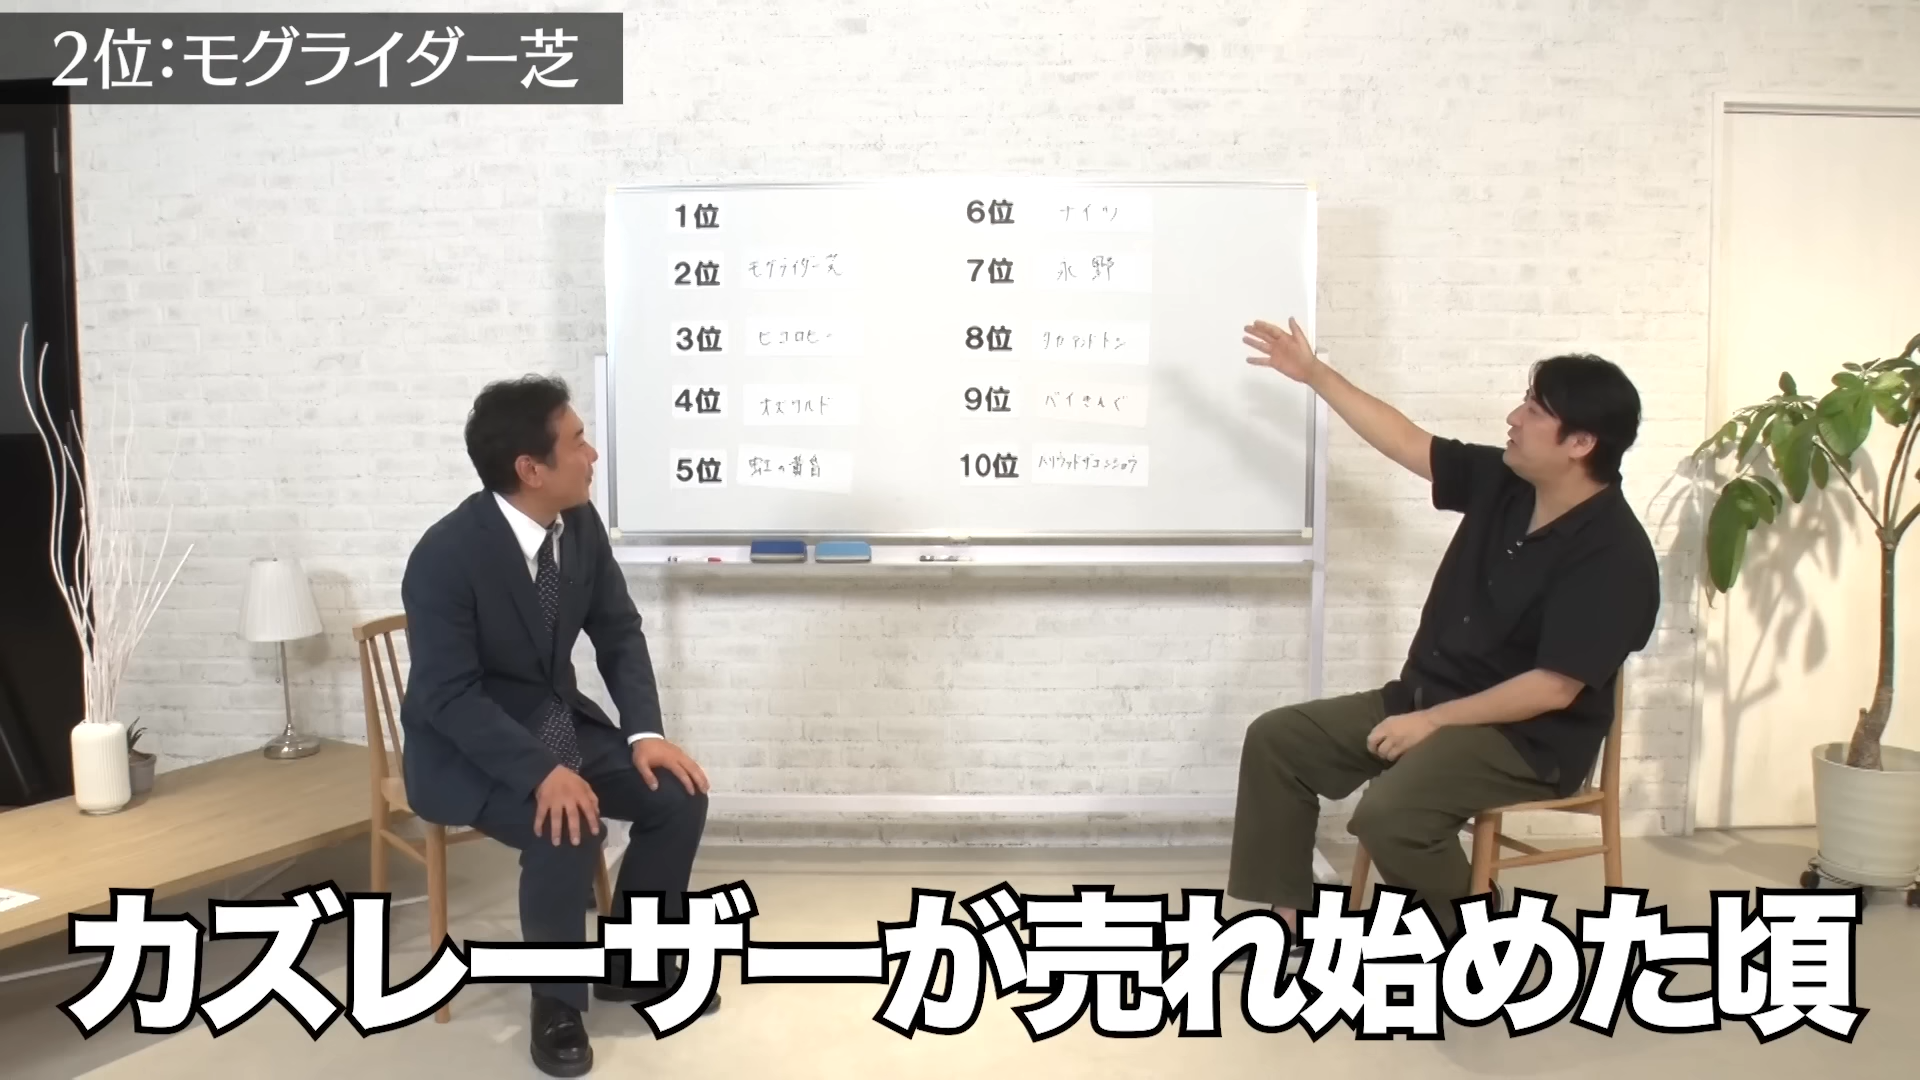 2位:モグライダー芝
1位
2位 モグライダー芝
3位 ヒコロヒー
4位 オズワルド
5位 虹の黄昏
6位 ナイツ
7位 永野
8位 タカアンドトシ
9位 バイきんぐ
10位 ハリウッドザコシショウ
カズレーザーが売れ始めた頃